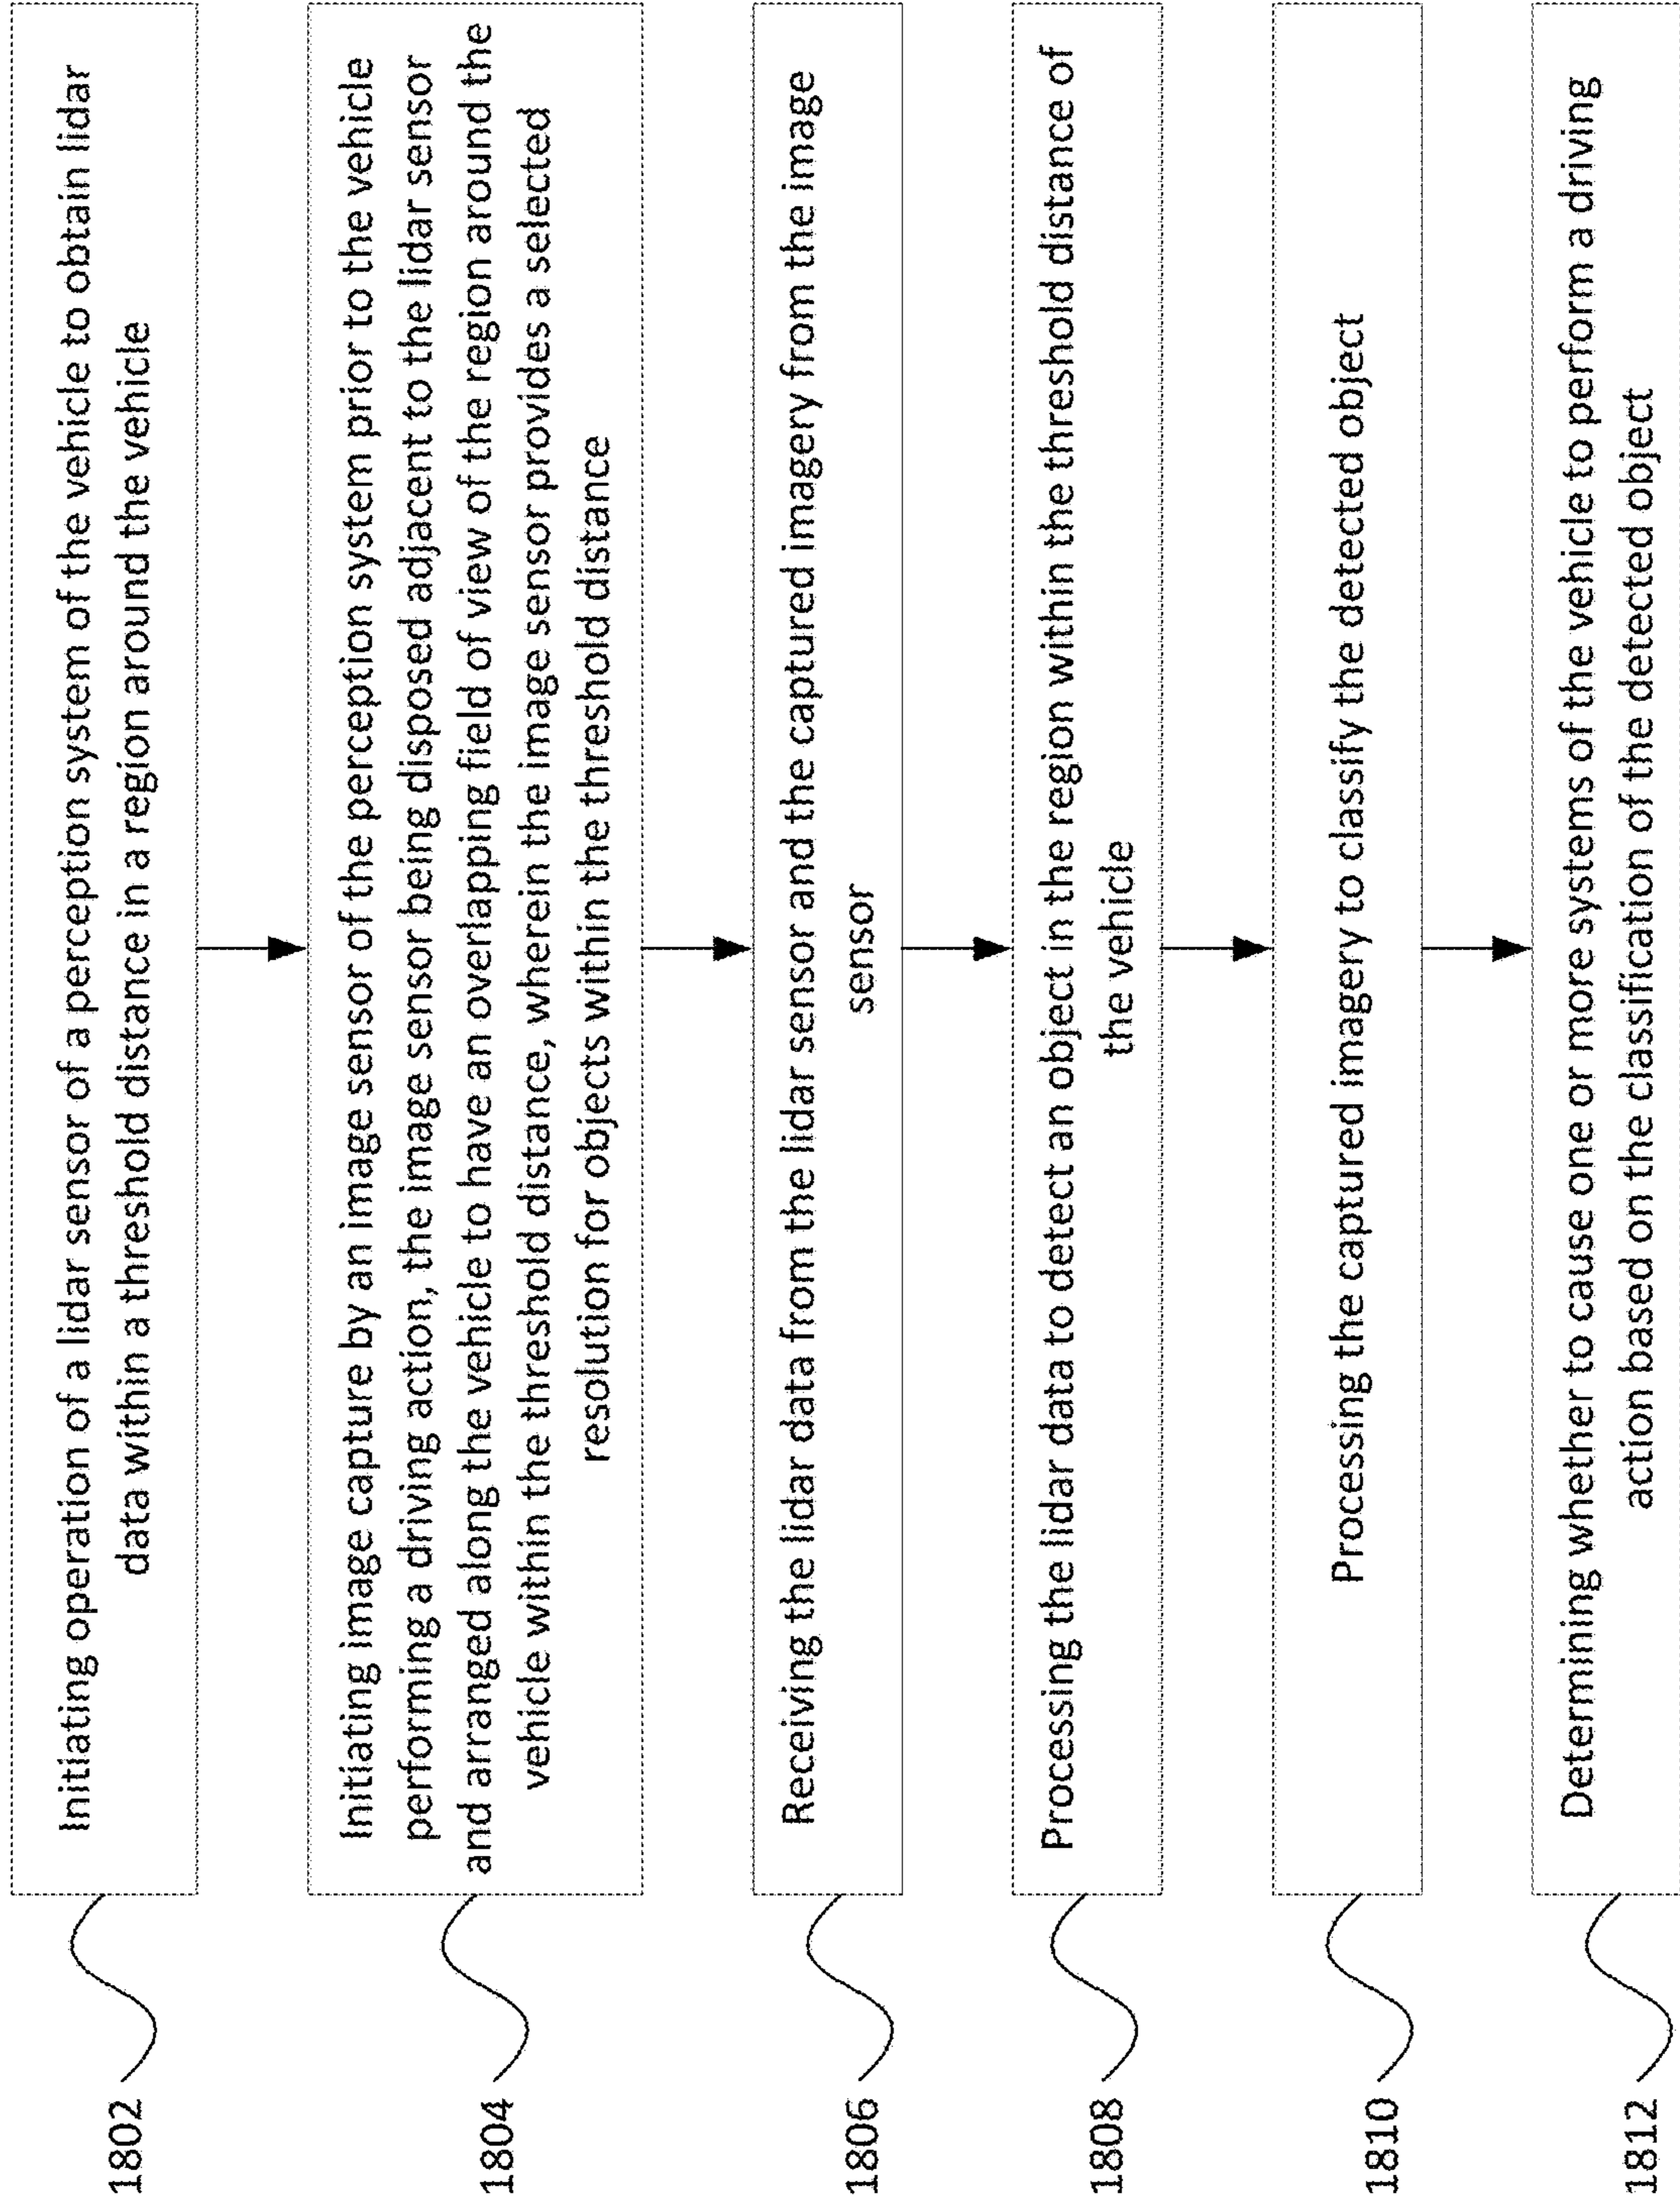 1802
Initiating operation of a lidar sensor of a perception system of the vehicle to obtain lidar
data within a threshold distance in a region around the vehicle
1804
Initiating image capture by an image sensor of the perception system prior to the vehicle
performing a driving action, the image sensor being disposed adjacent to the lidar sensor
and arranged along the vehicle to have an overlapping field of view of the region around the
vehicle within the threshold distance, wherein the image sensor provides a selected
resolution for objects within the threshold distance
1806
Receiving the lidar data from the lidar sensor and the captured imagery from the image
sensor
1808
Processing the lidar data to detect an object in the region within the threshold distance of
the vehicle
1810
Processing the captured imagery to classify the detected object
1812
Determining whether to cause one or more systems of the vehicle to perform a driving
action based on the classification of the detected object